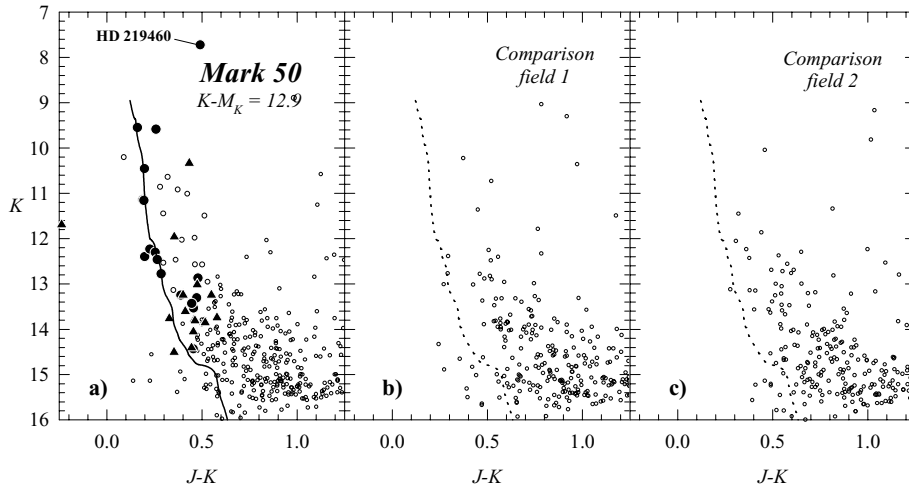 HD 219460
Mark 50
K-M_K = 12.9
Comparison
field 1
Comparison
field 2
7
8
9
10
11
12
13
14
15
16
K
a)
b)
c)
0.0 0.5 1.0
0.0 0.5 1.0
0.0 0.5 1.0
J-K
J-K
J-K